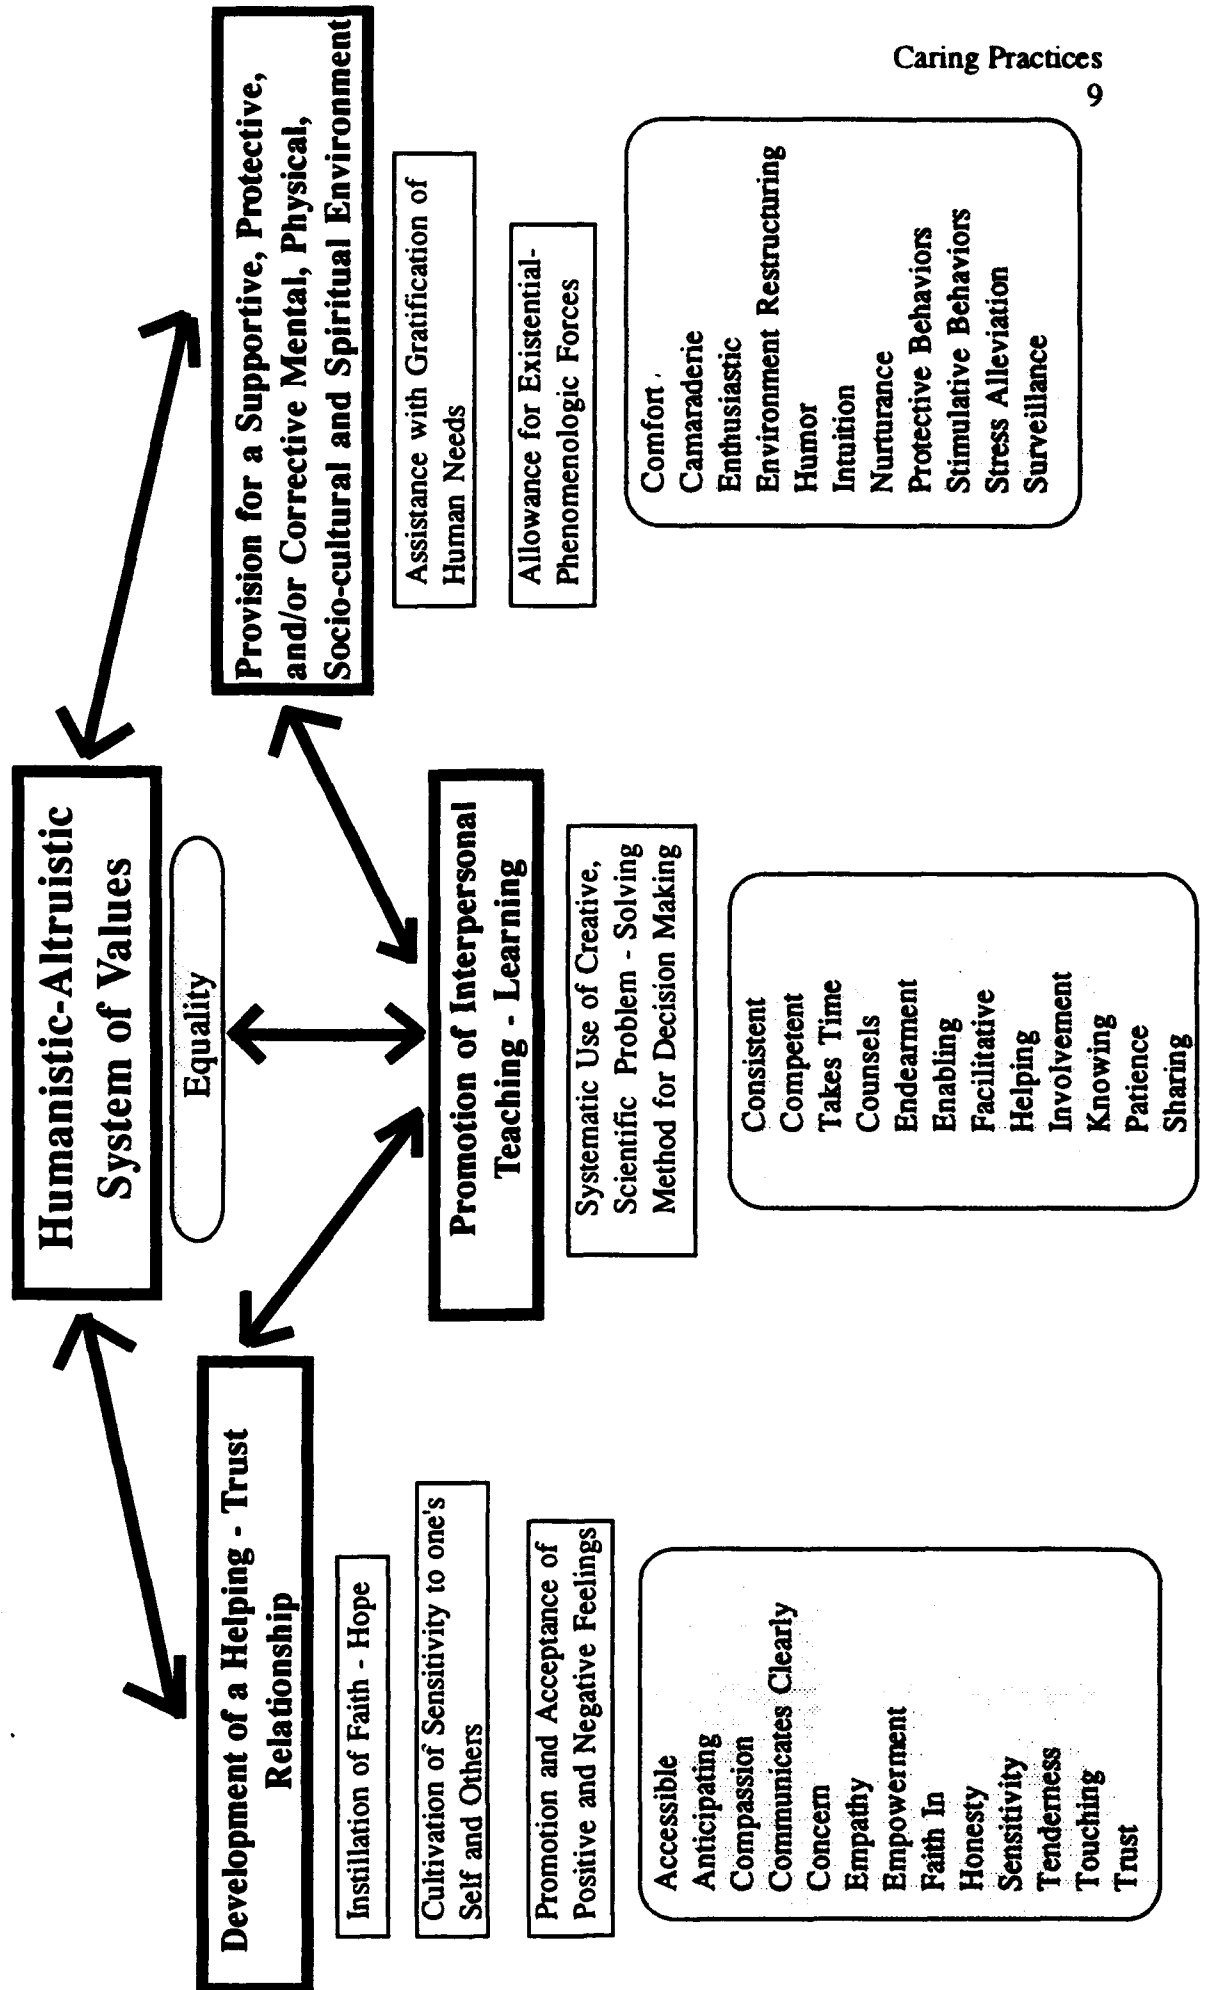 Caring Practices
9
Humanistic-Altruistic
System of Values
Equality
Development of a Helping - Trust
Relationship
Instillation of Faith - Hope
Cultivation of Sensitivity to one's
Self and Others
Promotion and Acceptance of
Positive and Negative Feelings
Accessible
Anticipating
Compassion
Communicates Clearly
Concern
Empathy
Empowerment
Faith In
Honesty
Sensitivity
Tenderness
Touching
Trust
Promotion of Interpersonal
Teaching - Learning
Systematic Use of Creative,
Scientific Problem - Solving
Method for Decision Making
Consistent
Competent
Takes Time
Counsels
Endearment
Enabling
Facilitative
Helping
Involvement
Knowing
Patience
Sharing
Provision for a Supportive, Protective,
and/or Corrective Mental, Physical,
Socio-cultural and Spiritual Environment
Assistance with Gratification of
Human Needs
Allowance for Existential-
Phenomenologic Forces
Comfort
Camaraderie
Enthusiastic
Environment Restructuring
Humor
Intuition
Nurturance
Protective Behaviors
Stimulative Behaviors
Stress Alleviation
Surveillance